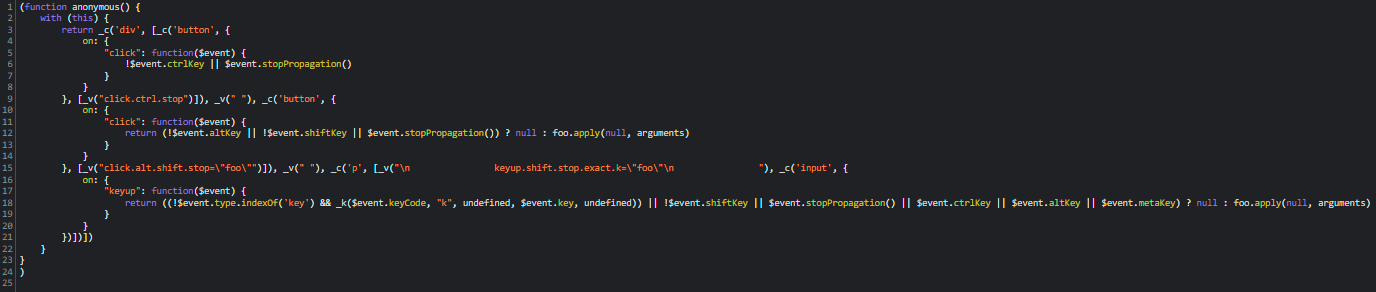 1 (function anonymous() {
2     with (this) {
3         return _c('div', [_c('button', {
4             on: {
5                 "click": function($event) {
6                     !$event.ctrlKey || $event.stopPropagation()
7                 }
8             }
9         }, [_v("click.ctrl.stop")]), _v(" "), _c('button', {
10             on: {
11                 "click": function($event) {
12                     return (!$event.altKey || !$event.shiftKey || $event.stopPropagation()) ? null : foo.apply(null, arguments)
13                 }
14             }
15         }, [_v("click.alt.shift.stop=\"foo\"")]), _v(" "), _c('p', [_v("\n                keyup.shift.stop.exact.k=\"foo\"\n                "), _c('input', {
16             on: {
17                 "keyup": function($event) {
18                     return ((!$event.type.indexOf('key') && _k($event.keyCode, "k", undefined, $event.key, undefined)) || !$event.shiftKey || $event.stopPropagation() || $event.ctrlKey || $event.altKey || $event.metaKey) ? null : foo.apply(null, arguments)
19                 }
20             }
21         })])])
22     }
23 }
24 )
25